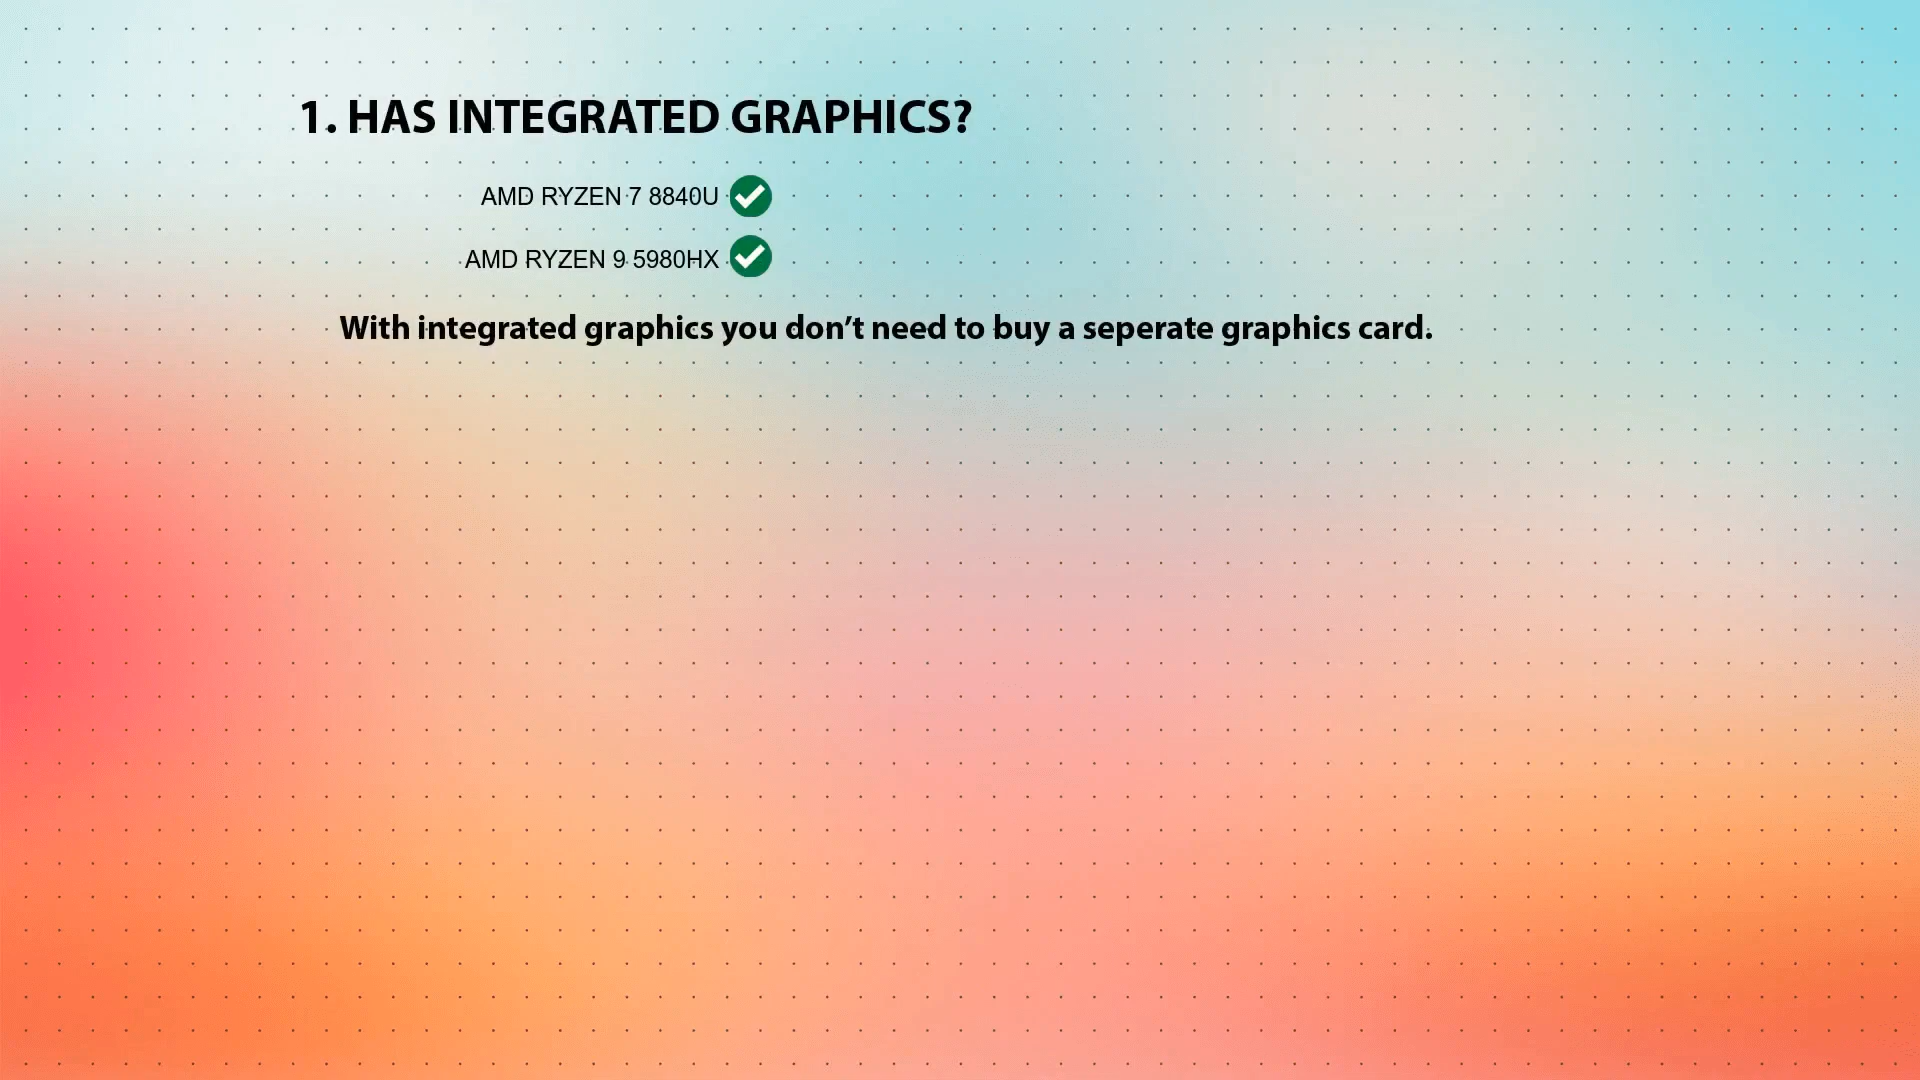 1. HAS INTEGRATED GRAPHICS?
AMD RYZEN 7 8840U
AMD RYZEN 9 5980HX
With integrated graphics you don’t need to buy a seperate graphics card.